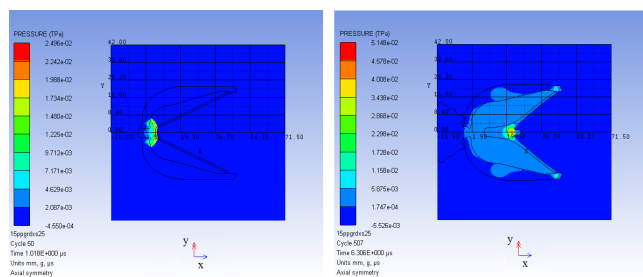 PRESSURE (TPa)
2.496e-02
2.242e-02
1.988e-02
1.734e-02
1.480e-02
1.225e-02
9.712e-03
7.171e-03
4.629e-03
2.087e-03
-4.550e-04
42.00
Y
71.50
15ppgrdxs25
Cycle 50
Time 1.018E+000 µs
Units mm, g, µs
Axial symmetry
y
x
PRESSURE (TPa)
5.148e-02
4.578e-02
4.008e-02
3.438e-02
2.868e-02
2.298e-02
1.728e-02
1.158e-02
5.875e-03
1.747e-04
-5.526e-03
42.00
Y
71.50
15ppgrdxs25
Cycle 507
Time 6.306E+000 µs
Units mm, g, µs
Axial symmetry
y
x